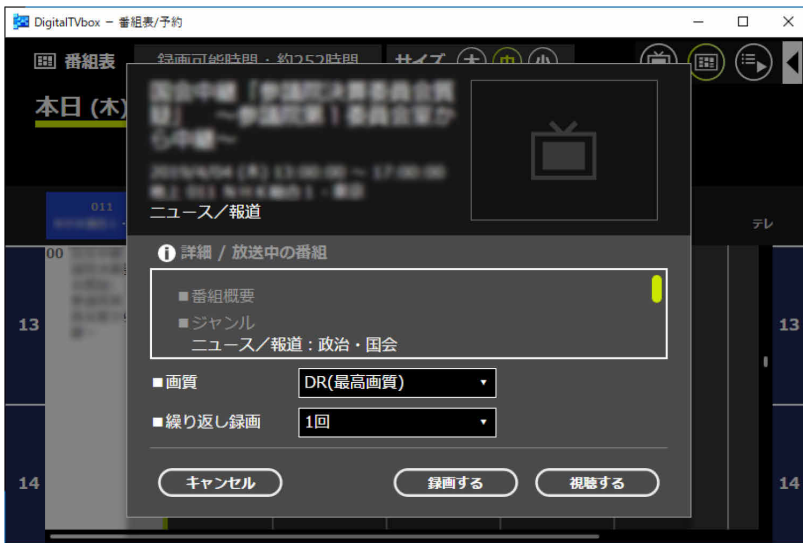 DigitalTVbox － 番組表/予約
番組表
録画可能時間：約252時間
サイズ 大 中 小
本日 (木)
011
テレ
ニュース／報道
詳細 / 放送中の番組
■番組概要
■ジャンル
ニュース／報道：政治・国会
■画質
DR(最高画質)
■繰り返し録画
1回
キャンセル
録画する
視聴する
00
13
13
14
14